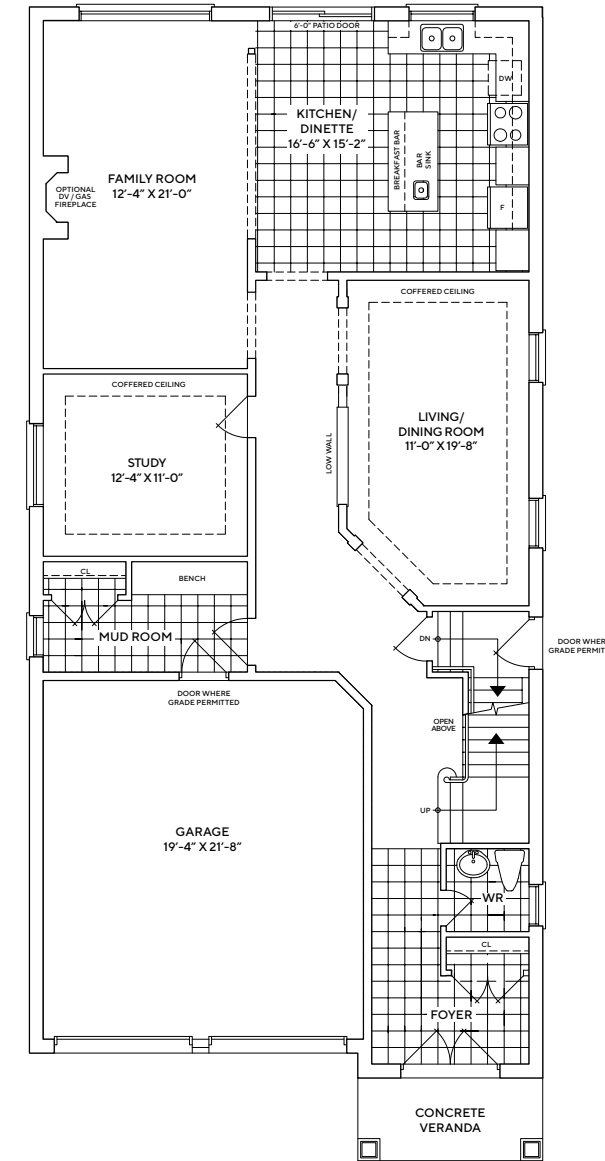 6'-0" PATIO DOOR
DW
KITCHEN/
DINETTE
16'-6" X 15'-2"
BREAKFAST BAR
BAR
SINK
F
FAMILY ROOM
12'-4" X 21'-0"
OPTIONAL
DV / GAS
FIREPLACE
COFFERED CEILING
COFFERED CEILING
LIVING/
DINING ROOM
11'-0" X 19'-8"
LOW WALL
STUDY
12'-4" X 11'-0"
CL
BENCH
MUD ROOM
DN
DOOR WHER
GRADE PERMIT
DOOR WHERE
GRADE PERMITTED
OPEN
ABOVE
UP
GARAGE
19'-4" X 21'-8"
WR
CL
FOYER
CONCRETE
VERANDA